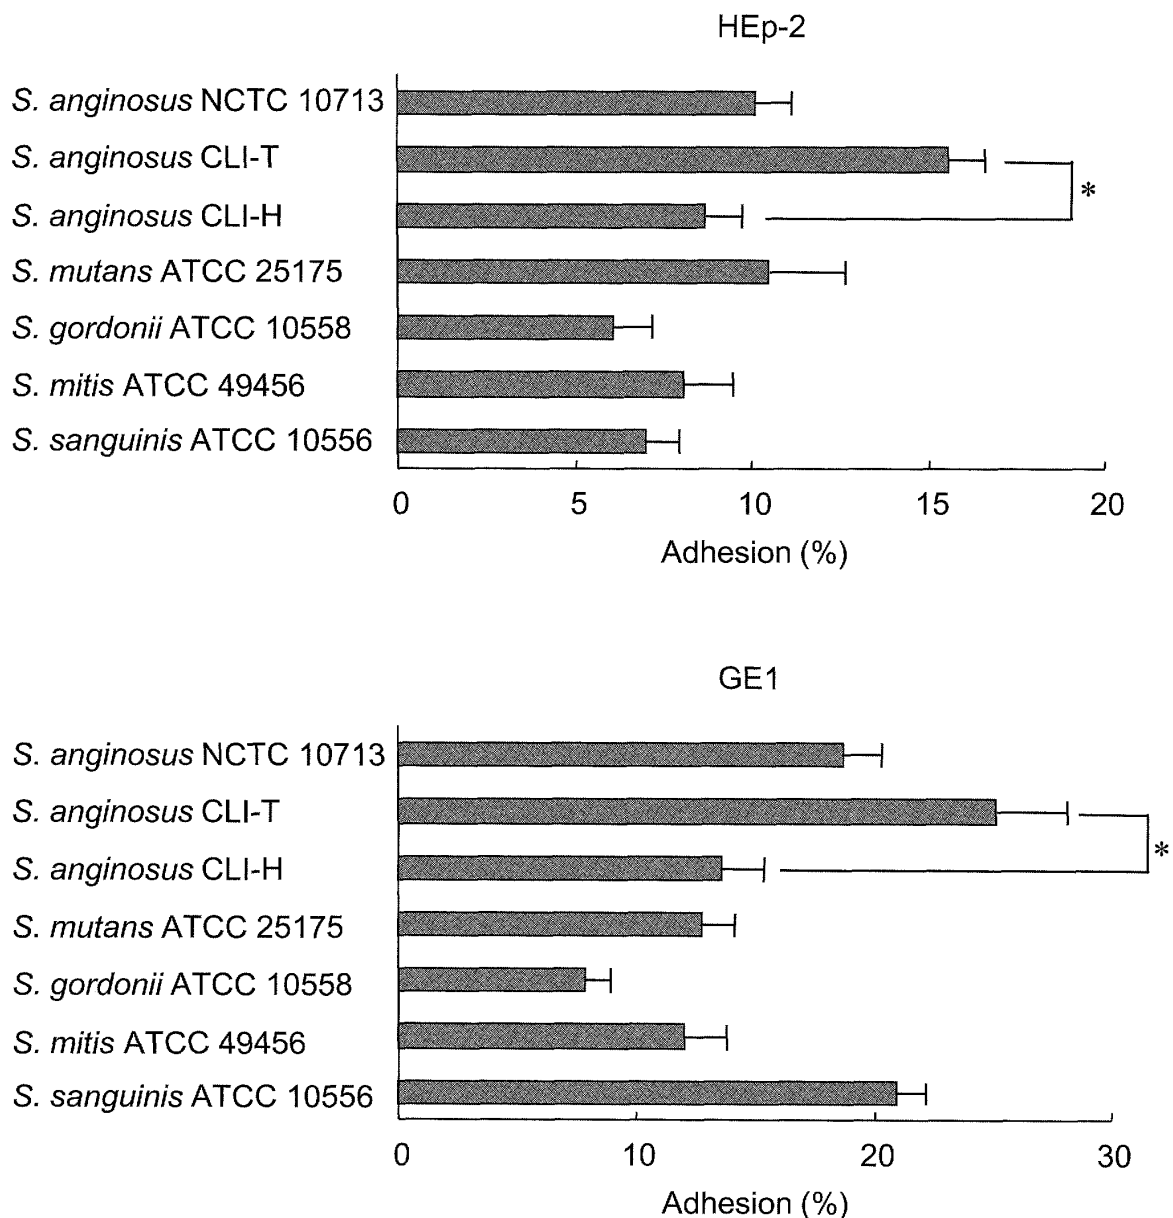 HEp-2
S. anginosus NCTC 10713
S. anginosus CLI-T
S. anginosus CLI-H
*
S. mutans ATCC 25175
S. gordonii ATCC 10558
S. mitis ATCC 49456
S. sanguinis ATCC 10556
0 5 10 15 20
Adhesion (%)
GE1
S. anginosus NCTC 10713
S. anginosus CLI-T
*
S. anginosus CLI-H
S. mutans ATCC 25175
S. gordonii ATCC 10558
S. mitis ATCC 49456
S. sanguinis ATCC 10556
0 10 20 30
Adhesion (%)